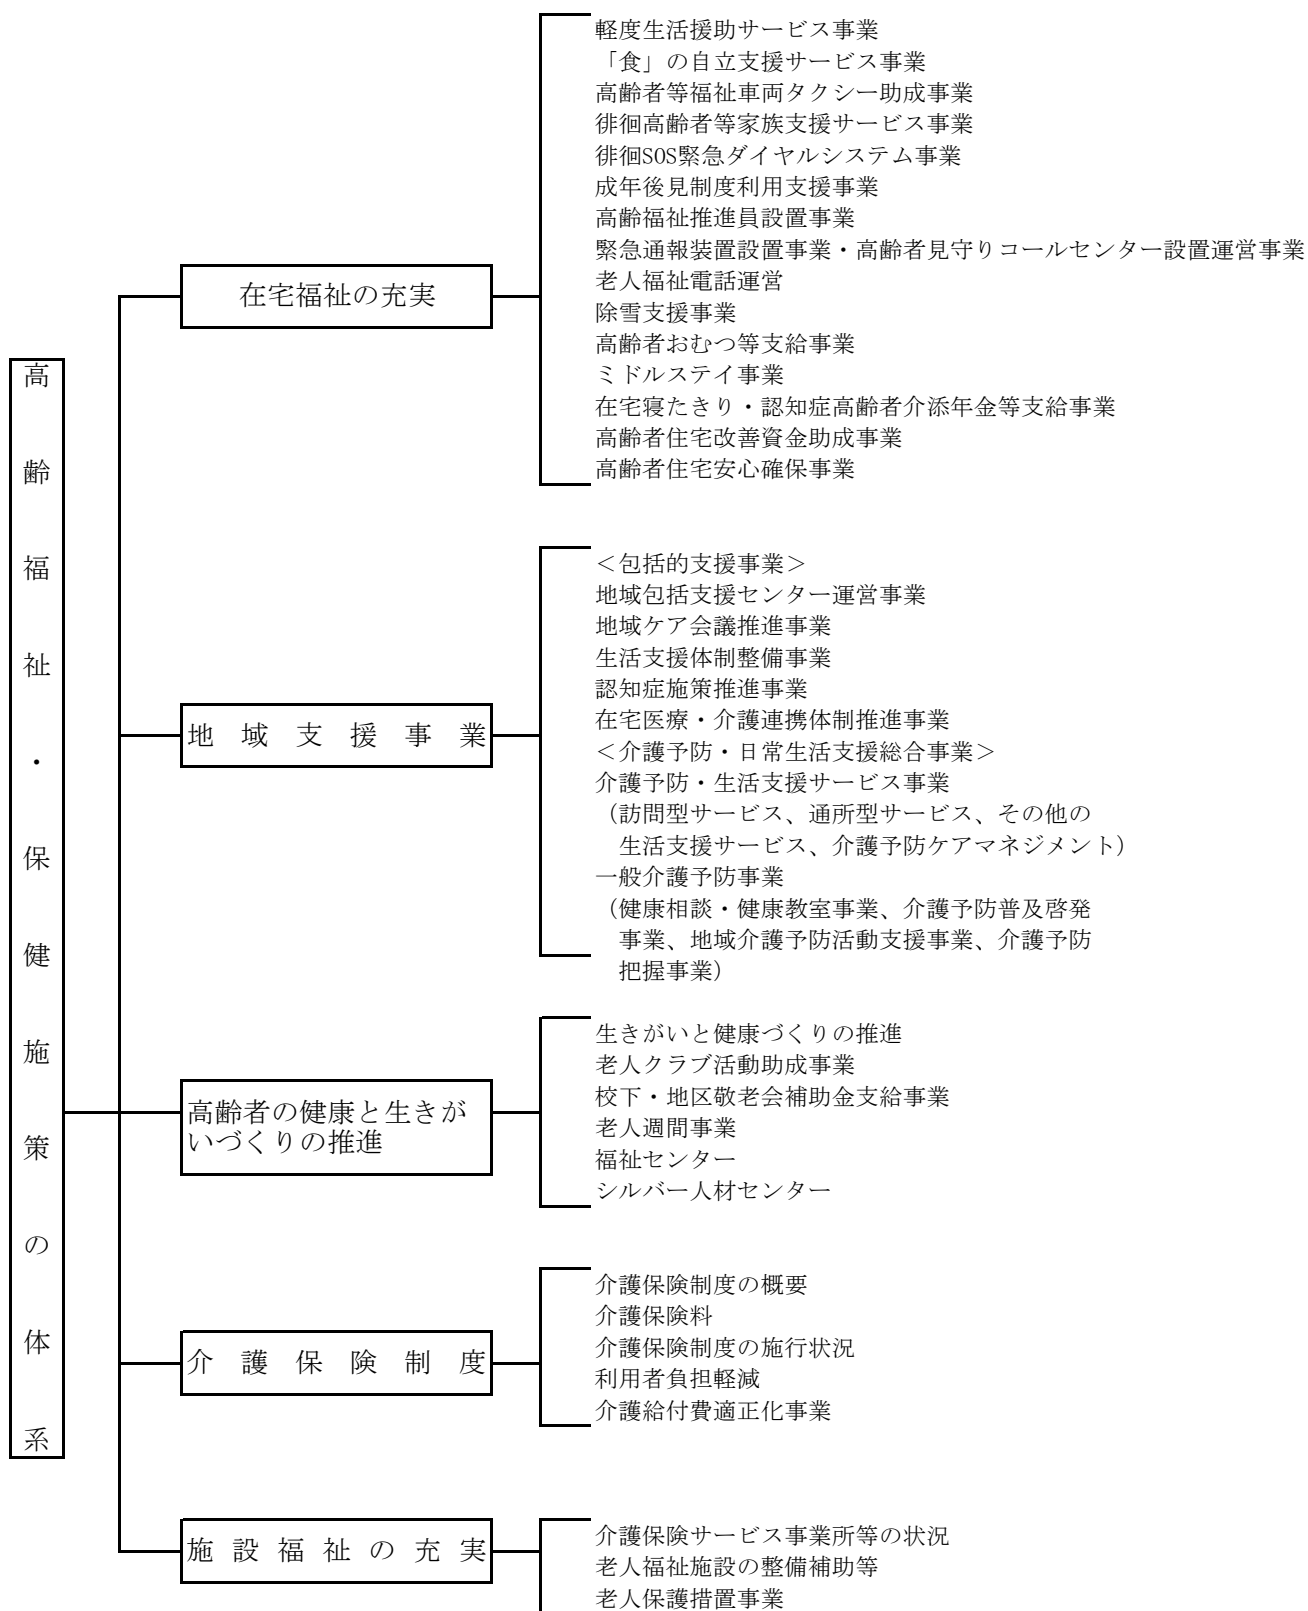 高齢福祉・保健施策の体系
在宅福祉の充実
軽度生活援助サービス事業
「食」の自立支援サービス事業
高齢者等福祉車両タクシー助成事業
徘徊高齢者等家族支援サービス事業
徘徊SOS緊急ダイヤルシステム事業
成年後見制度利用支援事業
高齢福祉推進員設置事業
緊急通報装置設置事業・高齢者見守りコールセンター設置運営事業
老人福祉電話運営
除雪支援事業
高齢者おむつ等支給事業
ミドルステイ事業
在宅寝たきり・認知症高齢者介添年金等支給事業
高齢者住宅改善資金助成事業
高齢者住宅安心確保事業
地域支援事業
＜包括的支援事業＞
地域包括支援センター運営事業
地域ケア会議推進事業
生活支援体制整備事業
認知症施策推進事業
在宅医療・介護連携体制推進事業
＜介護予防・日常生活支援総合事業＞
介護予防・生活支援サービス事業
（訪問型サービス、通所型サービス、その他の
生活支援サービス、介護予防ケアマネジメント）
一般介護予防事業
（健康相談・健康教室事業、介護予防普及啓発
事業、地域介護予防活動支援事業、介護予防
把握事業）
高齢者の健康と生きが
いづくりの推進
生きがいと健康づくりの推進
老人クラブ活動助成事業
校下・地区敬老会補助金支給事業
老人週間事業
福祉センター
シルバー人材センター
介護保険制度
介護保険制度の概要
介護保険料
介護保険制度の施行状況
利用者負担軽減
介護給付費適正化事業
施設福祉の充実
介護保険サービス事業所等の状況
老人福祉施設の整備補助等
老人保護措置事業